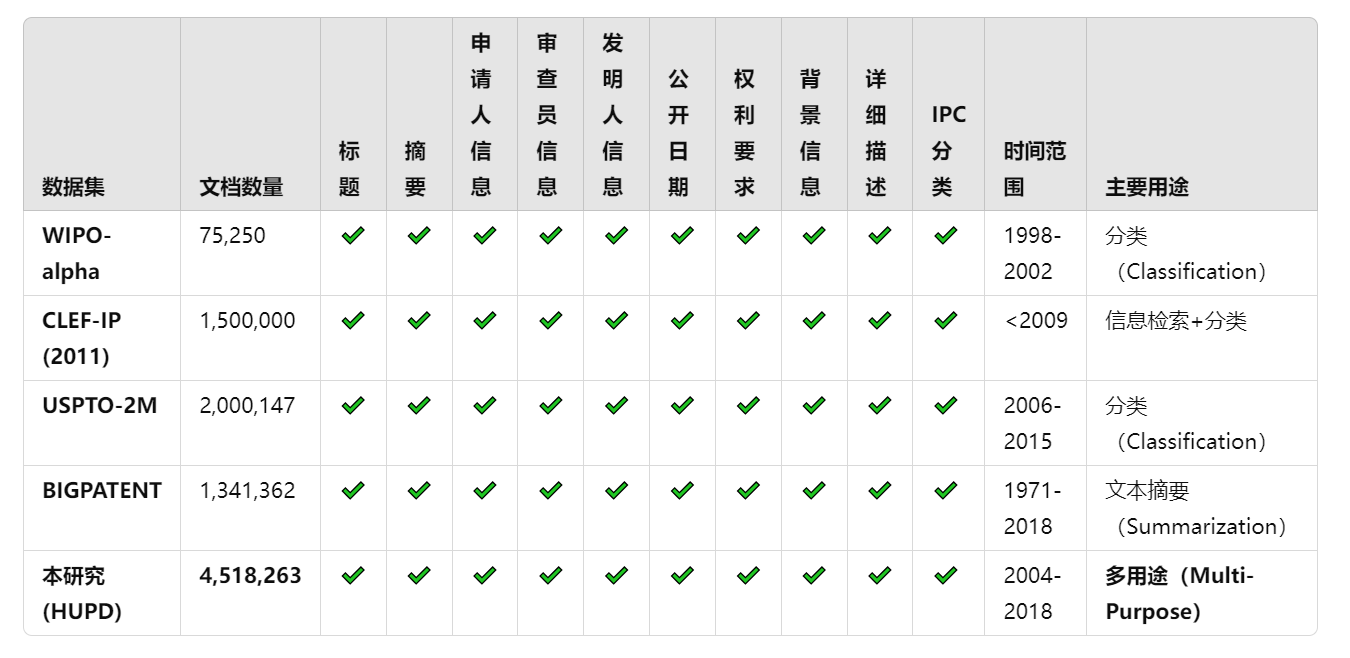 数据集 文档数量 标题 摘要 申请人信息 审查员信息 发明人信息 公开日期 权利要求 背景信息 详细描述 IPC分类 时间范围 主要用途
WIPO- 75,250 ✓ ✓ ✓ ✓ ✓ ✓ ✓ ✓ ✓ ✓ 1998- 分类
alpha 2002 （Classification）
CLEF-IP 1,500,000 ✓ ✓ ✓ ✓ ✓ ✓ ✓ ✓ ✓ ✓ <2009 信息检索+分类
(2011)
USPTO-2M 2,000,147 ✓ ✓ ✓ ✓ ✓ ✓ ✓ ✓ ✓ ✓ 2006- 分类
2015 （Classification）
BIGPATENT 1,341,362 ✓ ✓ ✓ ✓ ✓ ✓ ✓ ✓ ✓ ✓ 1971- 文本摘要
2018 （Summarization）
本研究 4,518,263 ✓ ✓ ✓ ✓ ✓ ✓ ✓ ✓ ✓ ✓ 2004- 多用途（Multi-
(HUPD) 2018 Purpose）